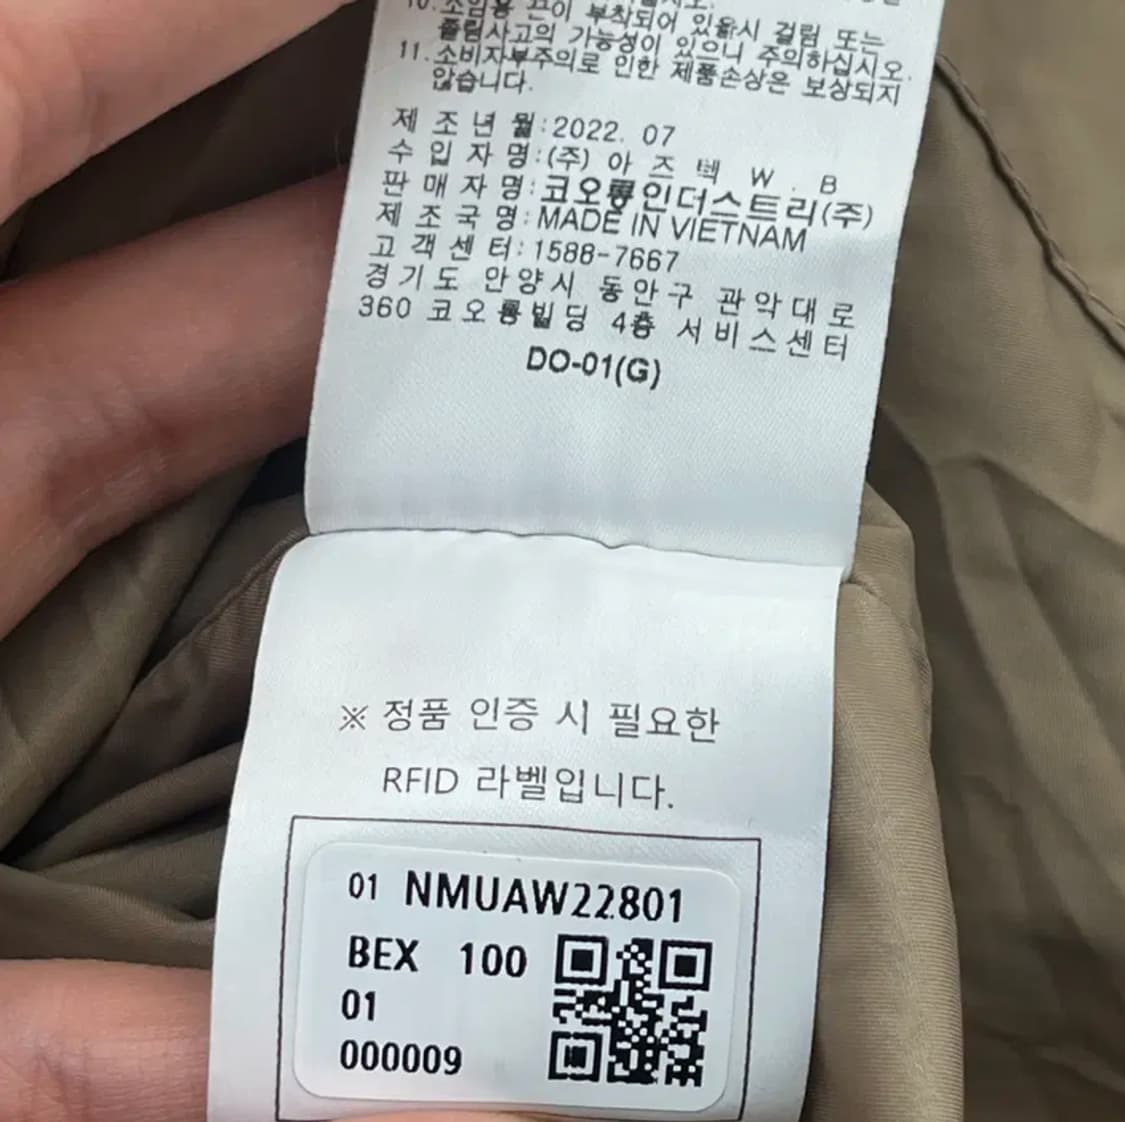 10. 조임용 끈이 부착되어 있을시 걸림 또는
졸림사고의 가능성이 있으니 주의하십시오.
11. 소비자부주의로 인한 제품손상은 보상되지
않습니다.
제 조 년 월:2022. 07
수 입 자 명:(주) 아 즈 텍 W . B
판 매 자 명:코오롱인더스트리(주)
제 조 국 명:MADE IN VIETNAM
고 객 센 터:1588-7667
경기도 안양시 동안구 관악대로
360 코오롱빌딩 4층 서비스센터
DO-01(G)
※ 정품 인증 시 필요한
RFID 라벨입니다.
01 NMUAW22801
BEX 100
01
000009